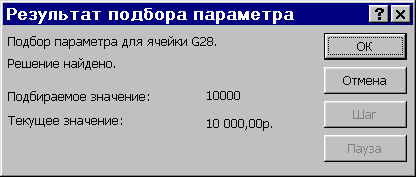 Результат подбора параметра
Подбор параметра для ячейки G28.
Решение найдено.
Подбираемое значение: 10000
Текущее значение: 10 000,00р.
ОК
Отмена
Шаг
Пауза